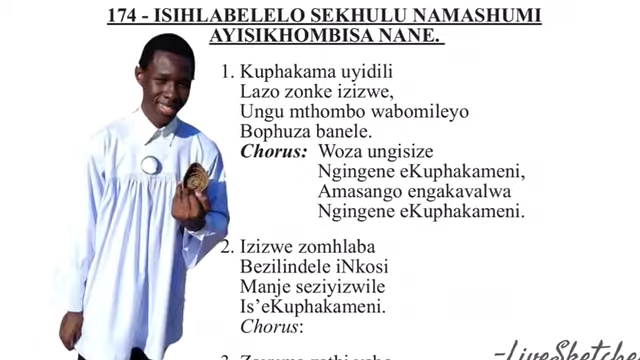 174 - ISIHLABELELO SEKHULU NAMASHUMI
AYISIKHOMBISA NANE.
1. Kuphakama uyidili
Lazo zonke izizwe,
Ungu mthombo wabomileyo
Bophuza banele.
Chorus: Woza ungisize
Ngingene eKuphakameni,
Amasango engakavalwa
Ngingene eKuphakameni.
2. Izizwe zomhlaba
Bezilindele iNkosi
Manje seziyizwile
Is'eKuphakameni.
Chorus: